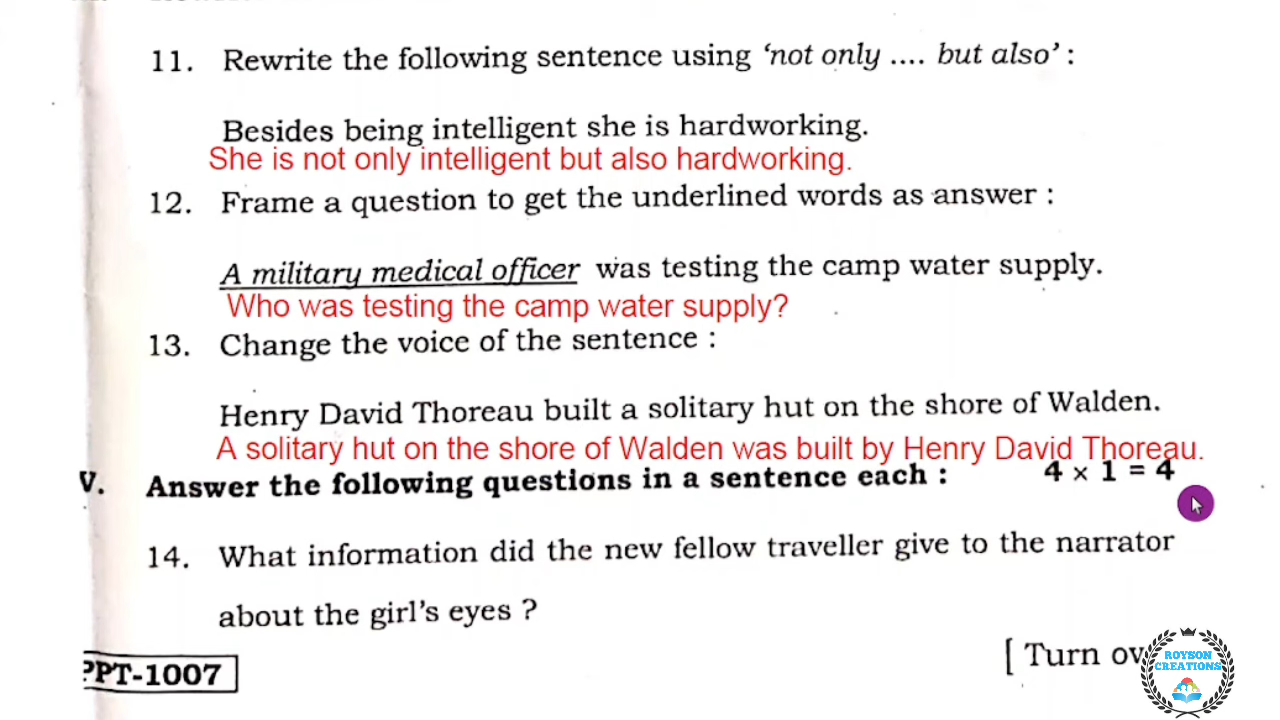 11. Rewrite the following sentence using 'not only .... but also' :
Besides being intelligent she is hardworking.
She is not only intelligent but also hardworking.
12. Frame a question to get the underlined words as answer :
A military medical officer was testing the camp water supply.
Who was testing the camp water supply?
13. Change the voice of the sentence :
Henry David Thoreau built a solitary hut on the shore of Walden.
A solitary hut on the shore of Walden was built by Henry David Thoreau.
V. Answer the following questions in a sentence each : 4 × 1 = 4
14. What information did the new fellow traveller give to the narrator
about the girl's eyes ?
PPT-1007
[ Turn ov
ROYSON
CREATIONS